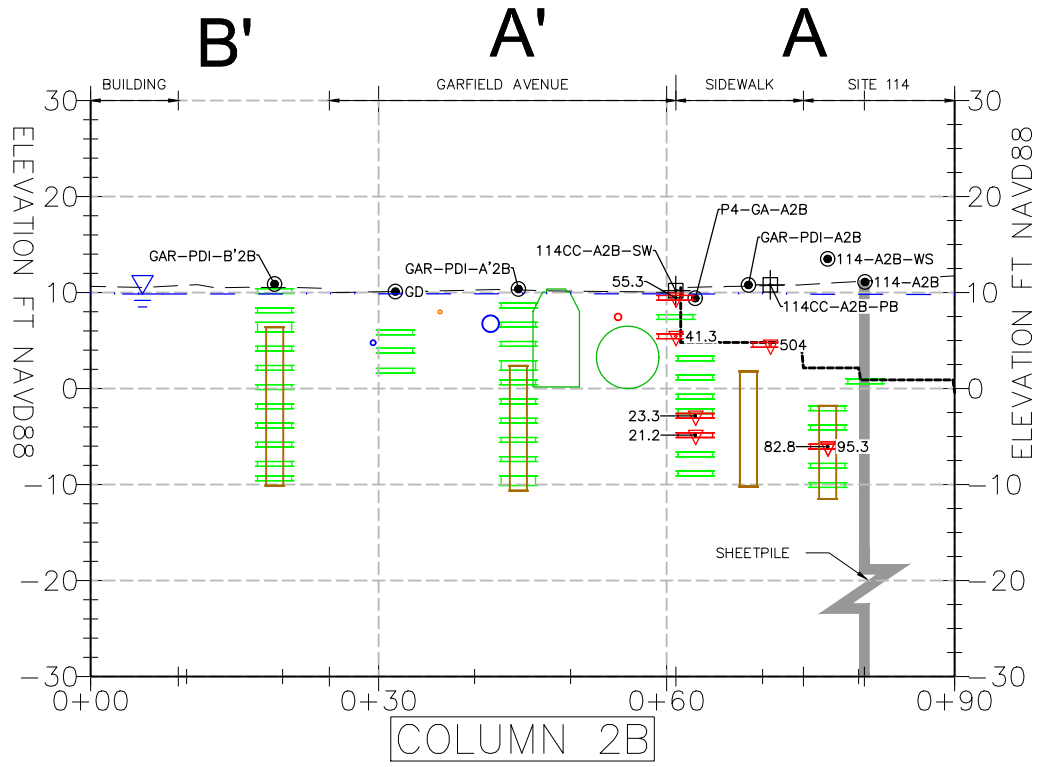 B' A' A
BUILDING GARFIELD AVENUE SIDEWALK SITE 114
30 30
20 20
10 10
0 0
-10 -10
-20 -20
-30 -30
ELEVATION FT NAVD88
ELEVATION FT NAVD88
P4-GA-A2B
GAR-PDI-A2B
114CC-A2B-SW
GAR-PDI-B'2B
GAR-PDI-A'2B
114-A2B-WS
55.3
114-A2B
GD
114CC-A2B-PB
41.3
504
23.3
21.2
82.8 95.3
SHEETPILE
0+00 0+30 0+60 0+90
COLUMN 2B